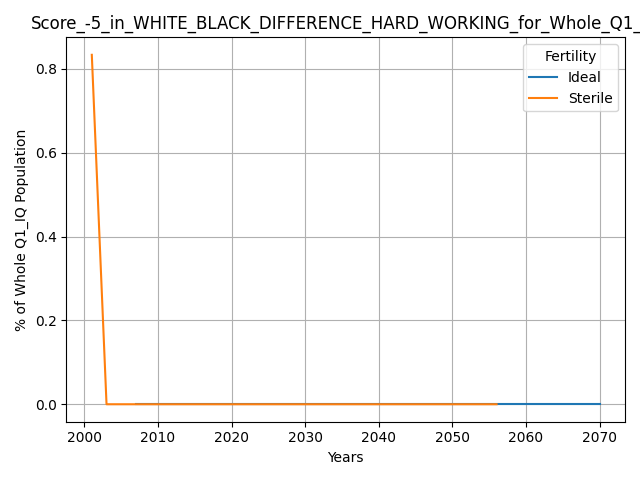 Score_-5_in_WHITE_BLACK_DIFFERENCE_HARD_WORKING_for_Whole_Q1_
Fertility
Ideal
Sterile
% of Whole Q1_IQ Population
0.8
0.6
0.4
0.2
0.0
2000 2010 2020 2030 2040 2050 2060 2070
Years